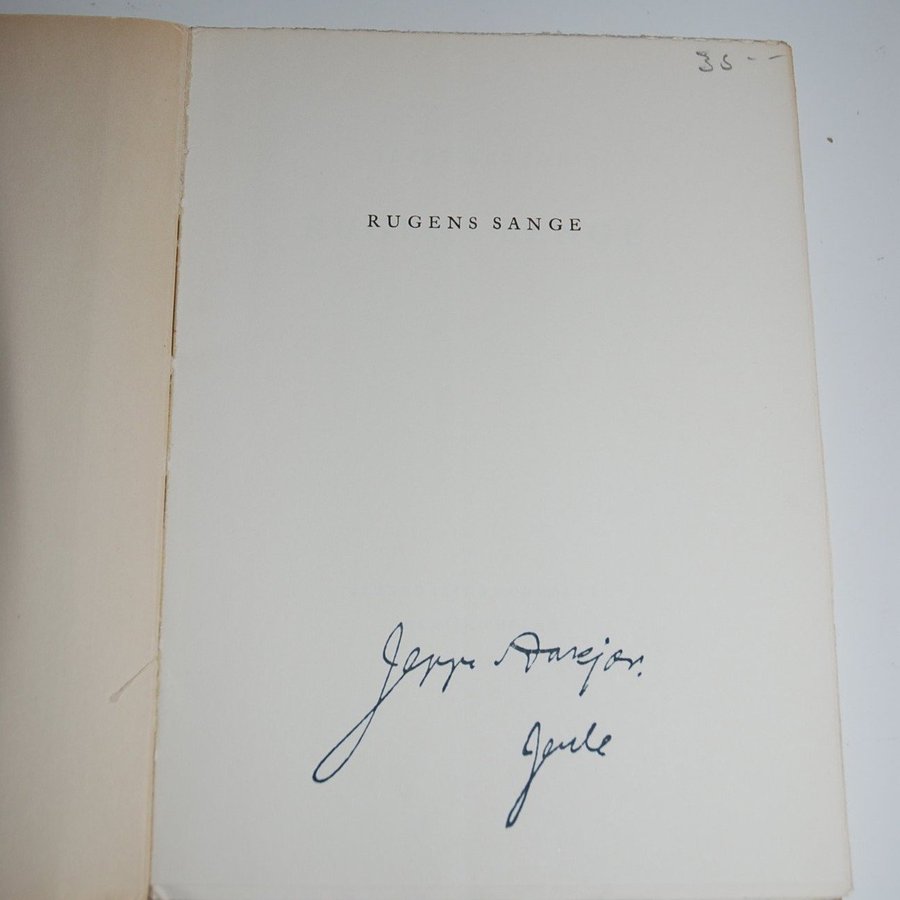 35 --
RUGENS SANGE
Jeppe Aakjær.
Jenle